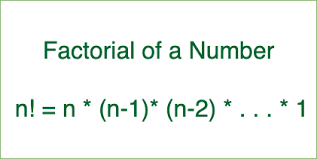 Factorial of a Number
n! = n * (n-1)* (n-2) * . . . * 1